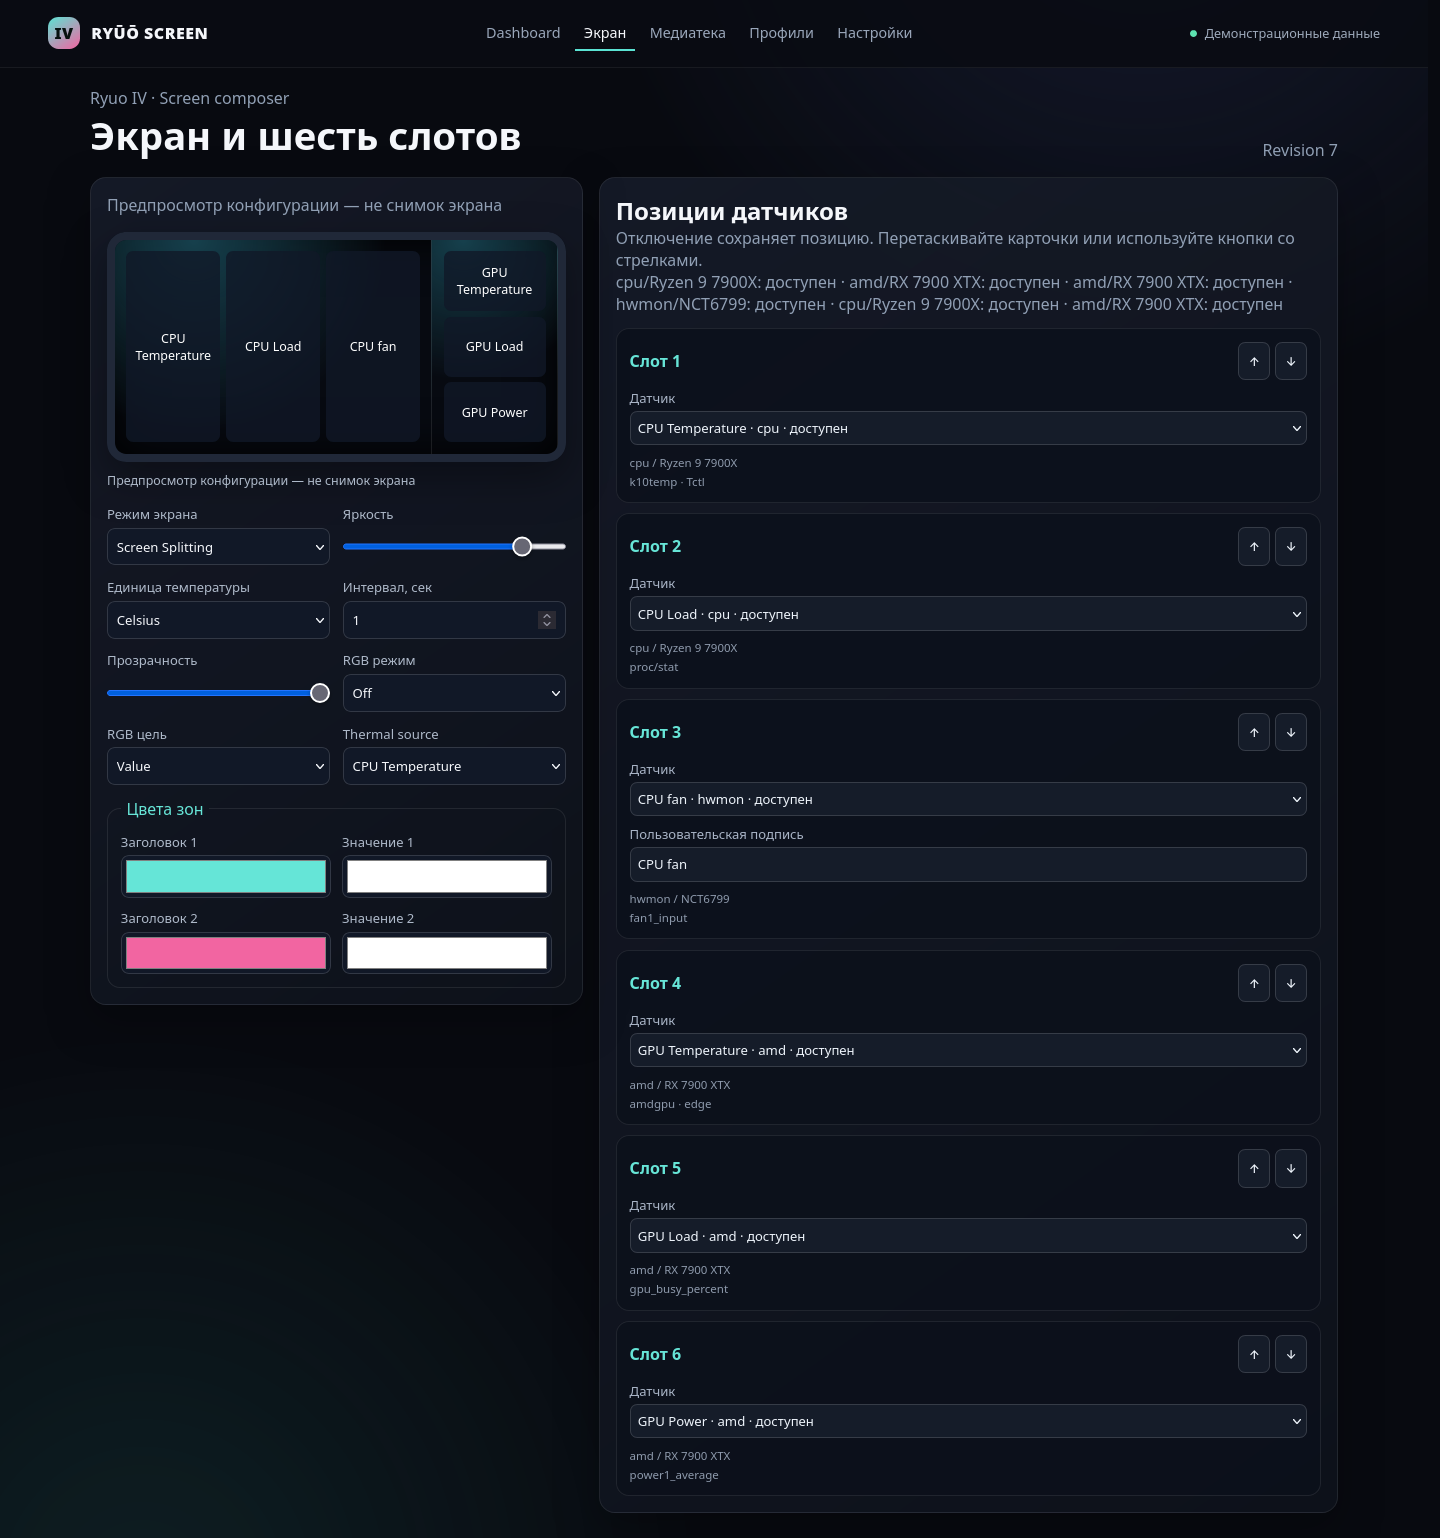 IV RYŪŌ SCREEN
Dashboard Экран Медиатека Профили Настройки
Демонстрационные данные
Ryuo IV · Screen composer
Экран и шесть слотов
Revision 7
Предпросмотр конфигурации — не снимок экрана
CPU
Temperature
CPU Load
CPU fan
GPU
Temperature
GPU Load
GPU Power
Предпросмотр конфигурации — не снимок экрана
Режим экрана
Screen Splitting
Яркость
Единица температуры
Celsius
Интервал, сек
1
Прозрачность
RGB режим
Off
RGB цель
Value
Thermal source
CPU Temperature
Цвета зон
Заголовок 1
Значение 1
Заголовок 2
Значение 2
Позиции датчиков
Отключение сохраняет позицию. Перетаскивайте карточки или используйте кнопки со
стрелками.
cpu/Ryzen 9 7900X: доступен · amd/RX 7900 XTX: доступен · amd/RX 7900 XTX: доступен ·
hwmon/NCT6799: доступен · cpu/Ryzen 9 7900X: доступен · amd/RX 7900 XTX: доступен
Слот 1
↑ ↓
Датчик
CPU Temperature · cpu · доступен
cpu / Ryzen 9 7900X
k10temp · Tctl
Слот 2
↑ ↓
Датчик
CPU Load · cpu · доступен
cpu / Ryzen 9 7900X
proc/stat
Слот 3
↑ ↓
Датчик
CPU fan · hwmon · доступен
Пользовательская подпись
CPU fan
hwmon / NCT6799
fan1_input
Слот 4
↑ ↓
Датчик
GPU Temperature · amd · доступен
amd / RX 7900 XTX
amdgpu · edge
Слот 5
↑ ↓
Датчик
GPU Load · amd · доступен
amd / RX 7900 XTX
gpu_busy_percent
Слот 6
↑ ↓
Датчик
GPU Power · amd · доступен
amd / RX 7900 XTX
power1_average